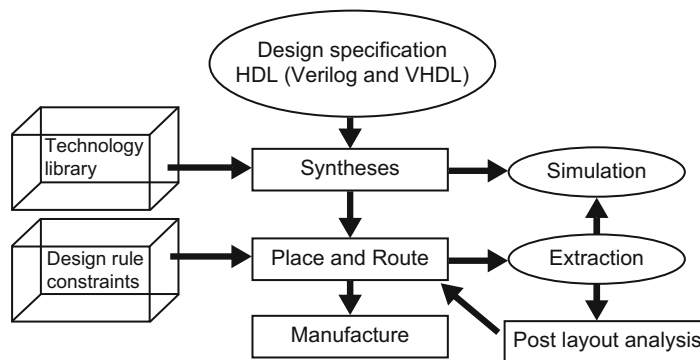 Design specification
HDL (Verilog and VHDL)
Technology
library
Syntheses
Simulation
Design rule
constraints
Place and Route
Extraction
Manufacture
Post layout analysis